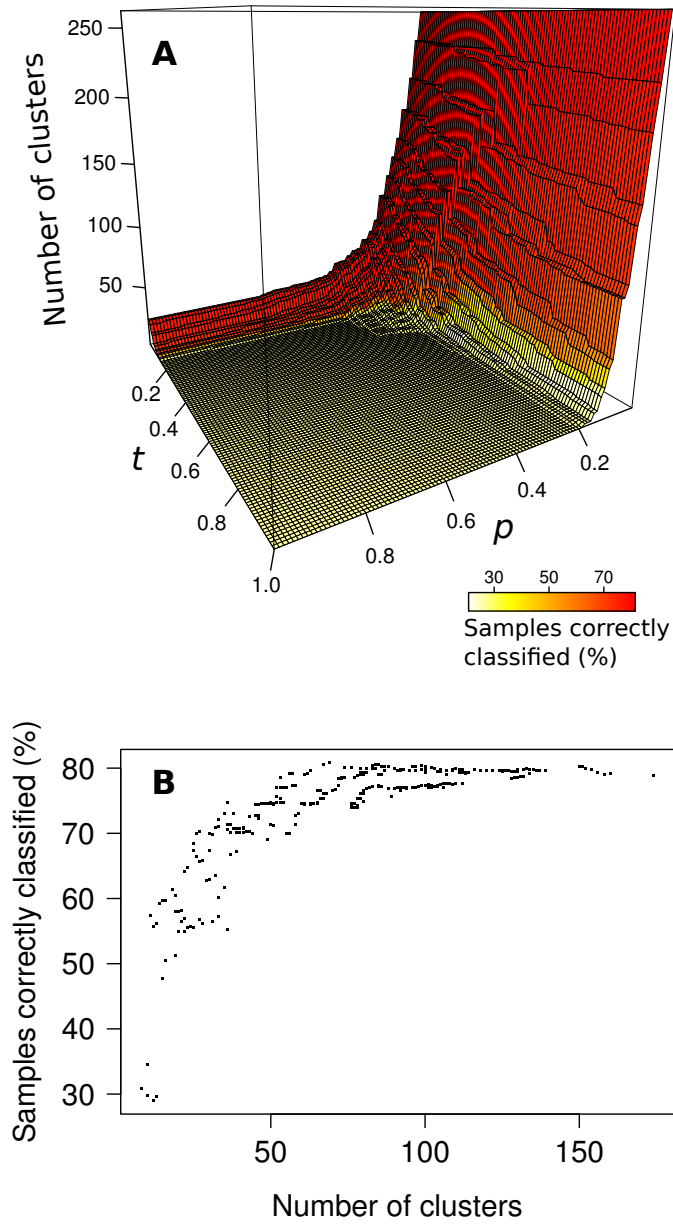 A
Number of clusters
250
200
150
100
50
t
0.2
0.4
0.6
0.8
1.0
p
0.8
0.6
0.4
0.2
30 50 70
Samples correctly
classified (%)
B
Samples correctly classified (%)
80
70
60
50
40
30
50 100 150
Number of clusters